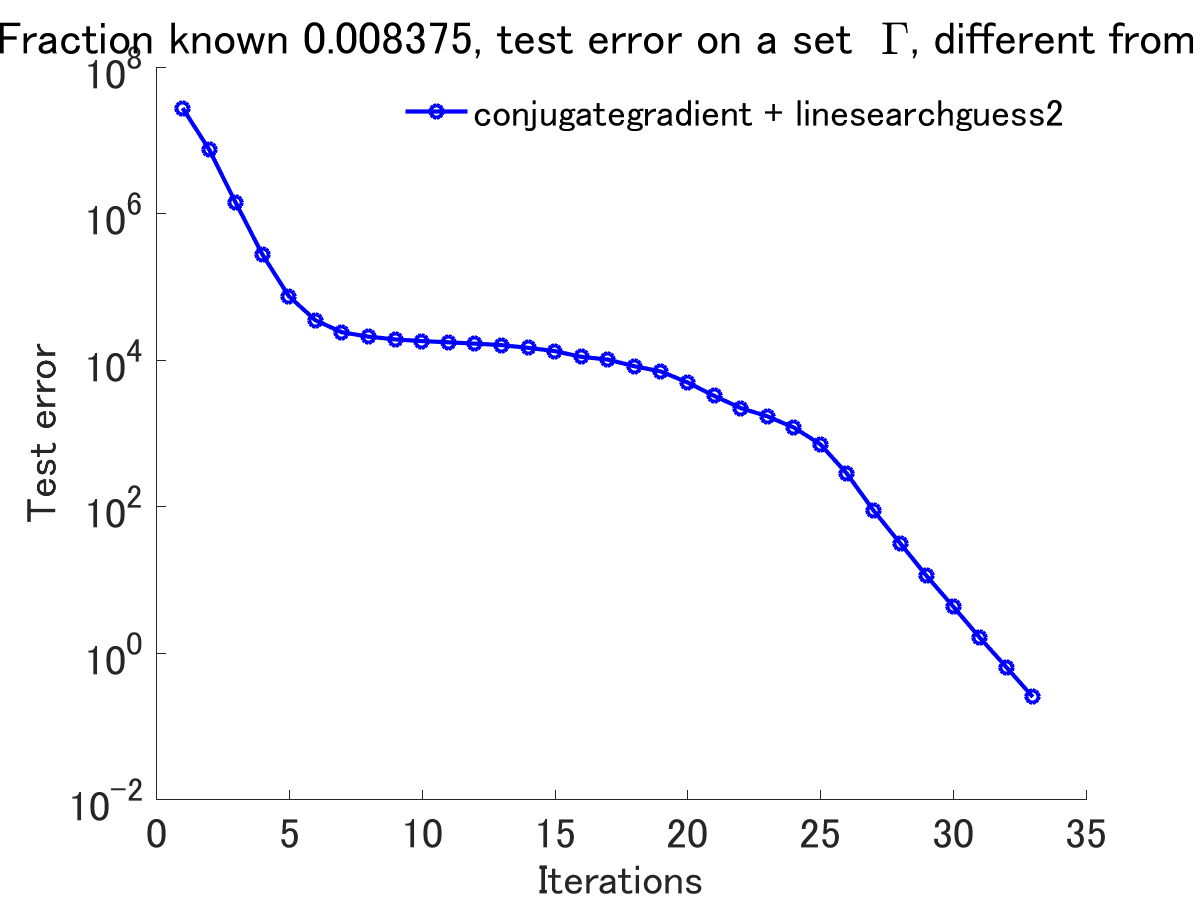 Fraction known 0.008375, test error on a set Γ, different from
conjugategradient + linesearchguess2
10^8
10^6
10^4
10^2
10^0
10^-2
Test error
0 5 10 15 20 25 30 35
Iterations